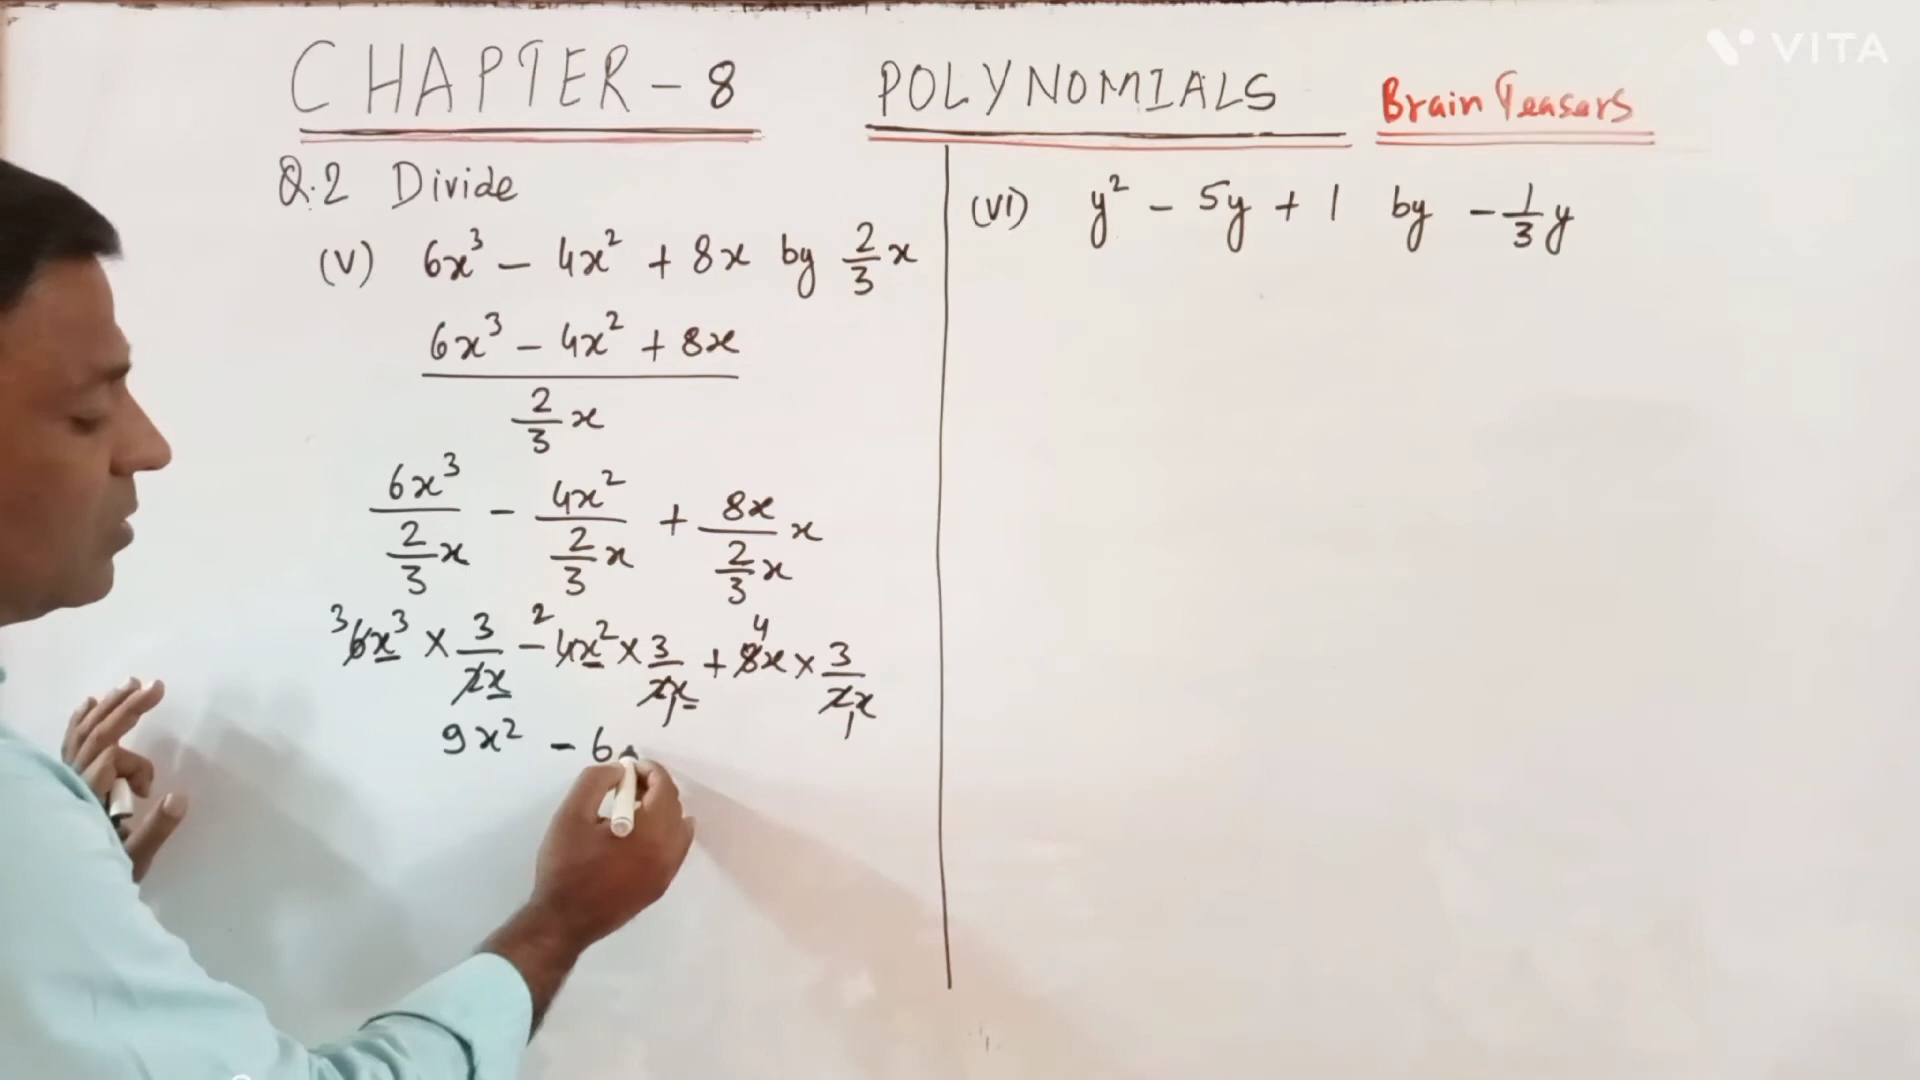 VITA
CHAPTER - 8 POLYNOMIALS Brain Teasers
Q.2 Divide
(V) 6x³ - 4x² + 8x by 2/3 x
(6x³ - 4x² + 8x) / (2/3 x)
6x³ / (2/3 x) - 4x² / (2/3 x) + 8x / (2/3 x) x
³6x³ × 3/2x - ²4x² × 3/2x + ⁴8x × 3/2x
9x² - 6
(VI) y² - 5y + 1 by - 1/3 y